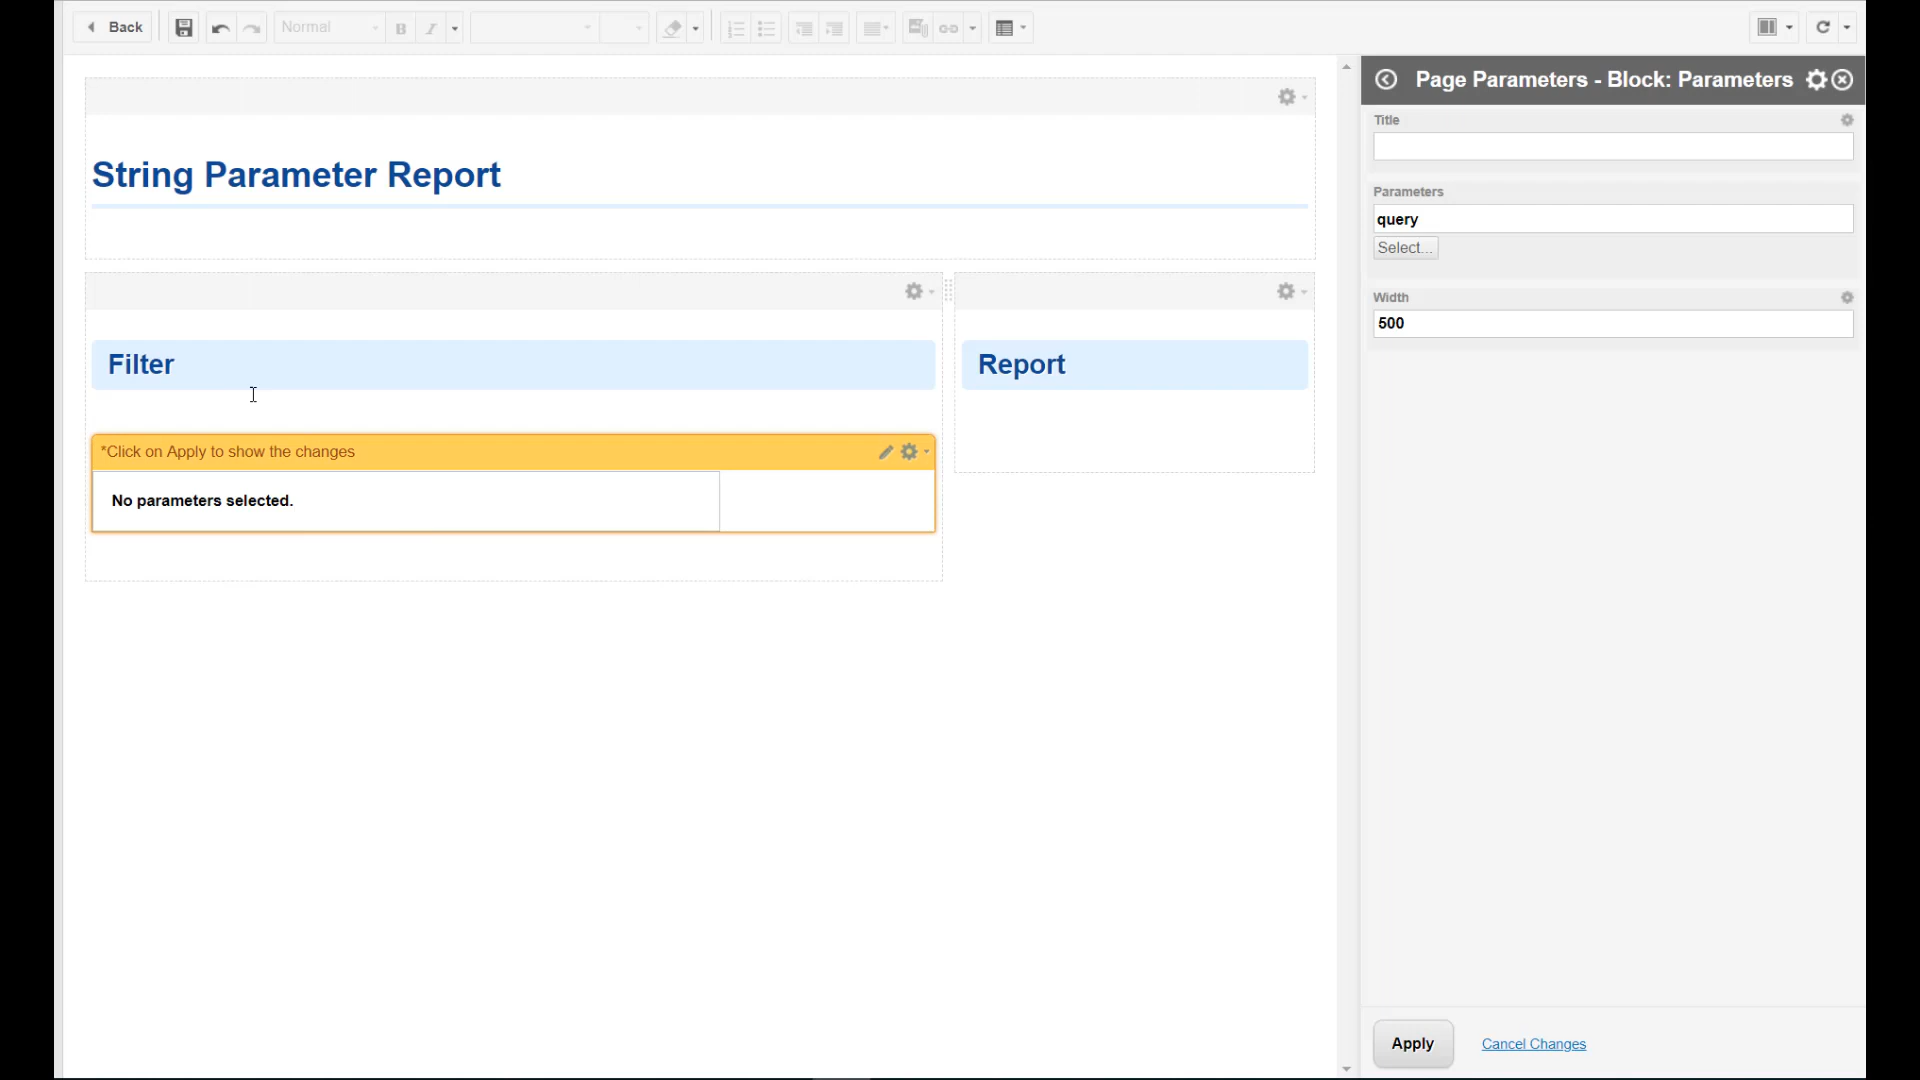 Back
Normal
B
I
Page Parameters - Block: Parameters
Title
String Parameter Report
Parameters
query
Select...
Width
500
Filter
Report
*Click on Apply to show the changes
No parameters selected.
Apply
Cancel Changes